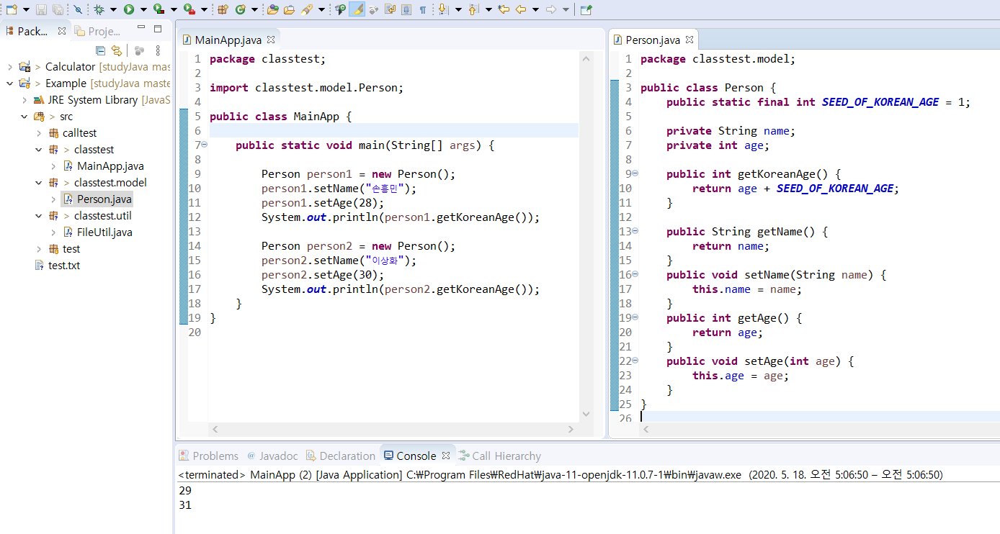 Pack...
Proje...
> Calculator [studyJava mas
> Example [studyJava maste
JRE System Library [JavaS
> src
calltest
> classtest
MainApp.java
> classtest.model
Person.java
> classtest.util
FileUtil.java
test
test.txt
MainApp.java
1 package classtest;
2
3 import classtest.model.Person;
4
5 public class MainApp {
6
7 public static void main(String[] args) {
8
9 Person person1 = new Person();
10 person1.setName("손흥민");
11 person1.setAge(28);
12 System.out.println(person1.getKoreanAge());
13
14 Person person2 = new Person();
15 person2.setName("이상화");
16 person2.setAge(30);
17 System.out.println(person2.getKoreanAge());
18 }
19 }
20
Person.java
1 package classtest.model;
2
3 public class Person {
4 public static final int SEED_OF_KOREAN_AGE = 1;
5
6 private String name;
7 private int age;
8
9 public int getKoreanAge() {
10 return age + SEED_OF_KOREAN_AGE;
11 }
12
13 public String getName() {
14 return name;
15 }
16 public void setName(String name) {
17 this.name = name;
18 }
19 public int getAge() {
20 return age;
21 }
22 public void setAge(int age) {
23 this.age = age;
24 }
25 }
26
Problems @ Javadoc Declaration Console Call Hierarchy
<terminated> MainApp (2) [Java Application] C:₩Program Files₩RedHat₩java-11-openjdk-11.0.7-1₩bin₩javaw.exe (2020. 5. 18. 오전 5:06:50 – 오전 5:06:50)
29
31